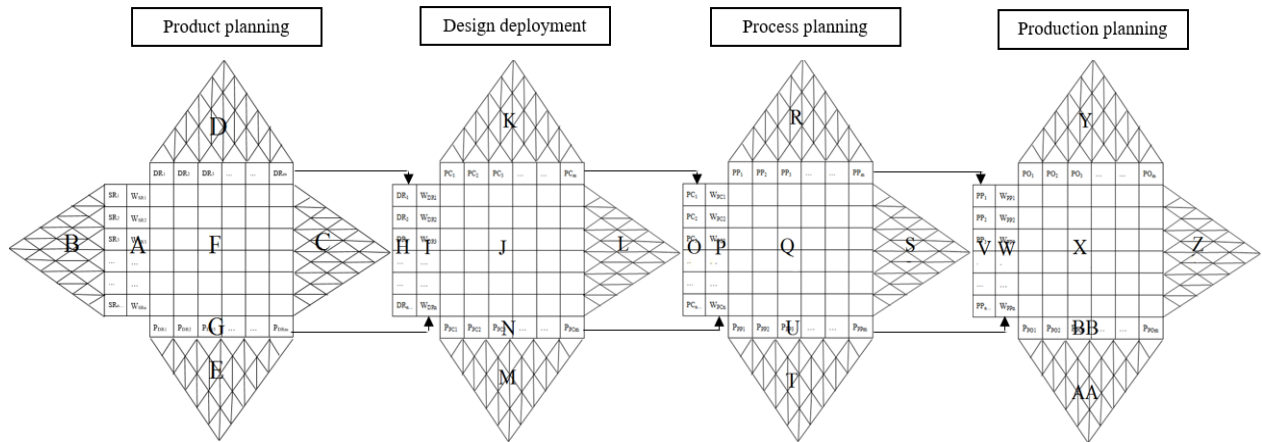 Product planning
Design deployment
Process planning
Production planning
D
K
R
Y
DR1 DR2 DR3 ... ... DRm
PC1 PC2 PC3 ... ... PCm
PP1 PP2 PP3 ... ... PPm
PO1 PO2 PO3 ... ... POm
SR1 WSR1
SR2 WSR2
SR3
... ...
... ...
SRn WSRn
B A F C
DR1 WDR1
DR2 WDR2
... ...
DRn WDRn
H I J L
PC1 WPC1
PC2 WPC2
PCn WPCn
O P Q S
PP1 WPP1
PP2 WPP2
... ...
PPn WPPn
V W X Z
PDR1 PDR2 ... ... PDRm
G
PPC1 PPC2 ... ... PPCm
N
PPP1 PPP2 ... ... PPPm
U
PPO1 PPO2 ... ... PPOm
BB
E
M
T
AA